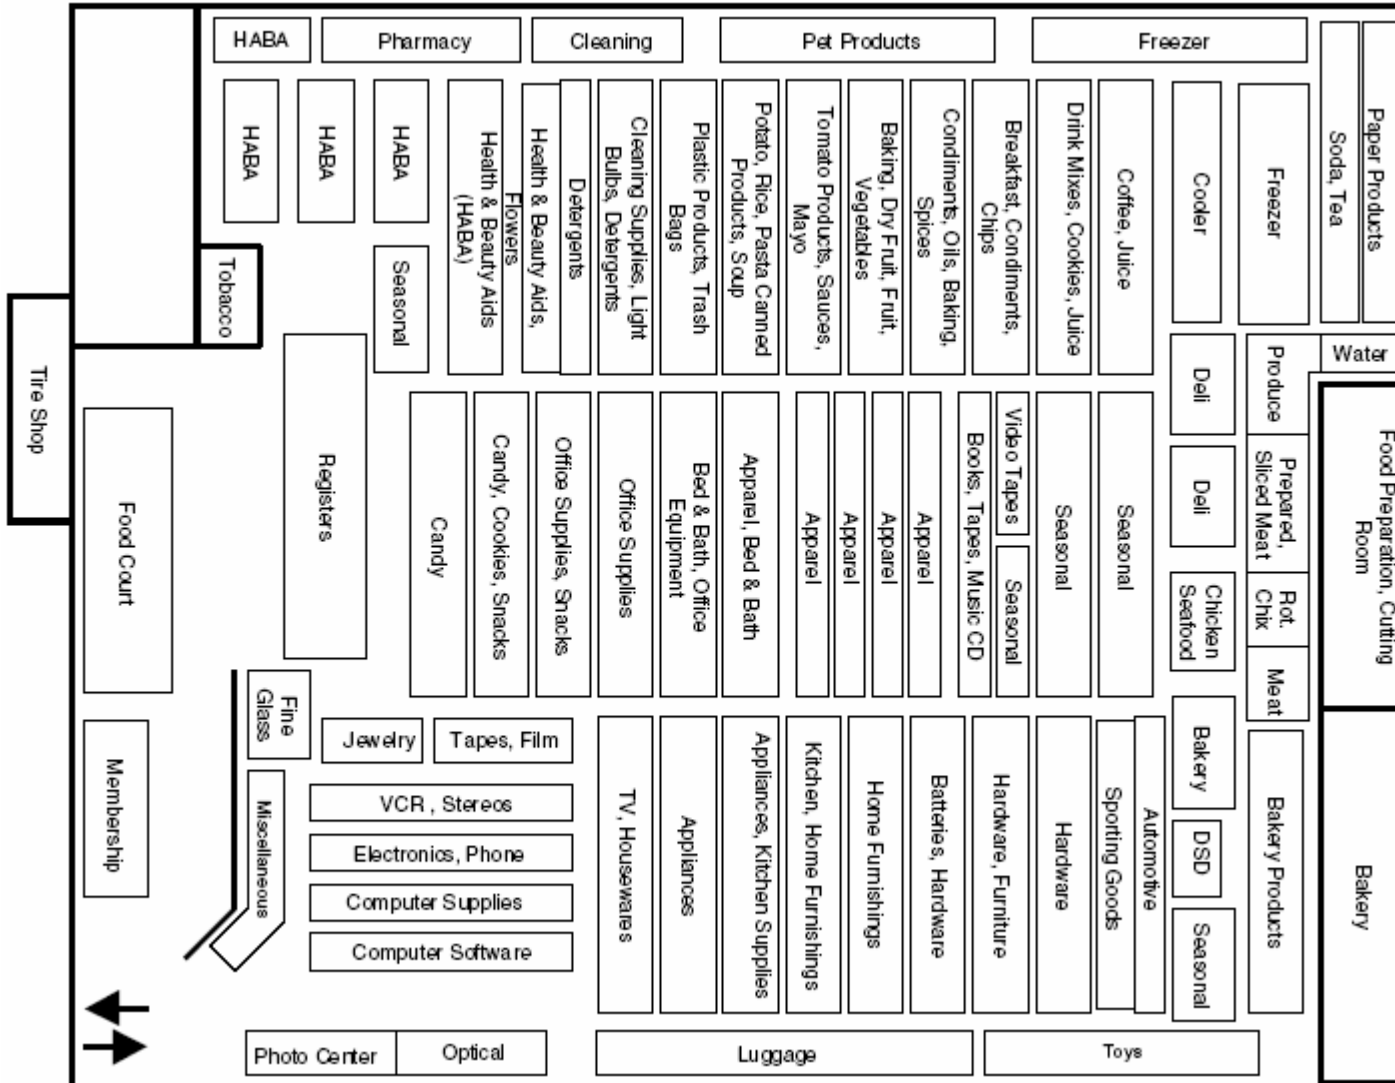 HABA
Pharmacy
Cleaning
Pet Products
Freezer
HABA
HABA
HABA
Health & Beauty Aids
(HABA)
Health & Beauty Aids,
Flowers
Detergents
Cleaning Supplies, Light
Bulbs, Detergents
Plastic Products, Trash
Bags
Potato, Rice, Pasta Canned
Products, Soup
Tomato Products, Sauces,
Mayo
Baking, Dry Fruit, Fruit,
Vegetables
Condiments, Oils, Baking,
Spices
Breakfast, Condiments,
Chips
Drink Mixes, Cookies, Juice
Coffee, Juice
Cooler
Freezer
Soda, Tea
Paper Products
Tobacco
Seasonal
Water
Tire Shop
Food Court
Registers
Candy
Candy, Cookies, Snacks
Office Supplies, Snacks
Office Supplies
Bed & Bath, Office
Equipment
Apparel, Bed & Bath
Apparel
Apparel
Apparel
Apparel
Books, Tapes, Music CD
Video Tapes
Seasonal
Seasonal
Seasonal
Deli
Deli
Chicken
Seafood
Produce
Prepared,
Sliced Meat
Rot.
Chix
Meat
Food Preparation, Cutting
Room
Membership
Fine
Glass
Miscellaneous
Jewelry
Tapes, Film
VCR , Stereos
Electronics, Phone
Computer Supplies
Computer Software
TV, Housewares
Appliances
Appliances, Kitchen Supplies
Kitchen, Home Furnishings
Home Furnishings
Batteries, Hardware
Hardware, Furniture
Hardware
Sporting Goods
Automotive
Bakery
DSD
Seasonal
Bakery Products
Bakery
Photo Center
Optical
Luggage
Toys